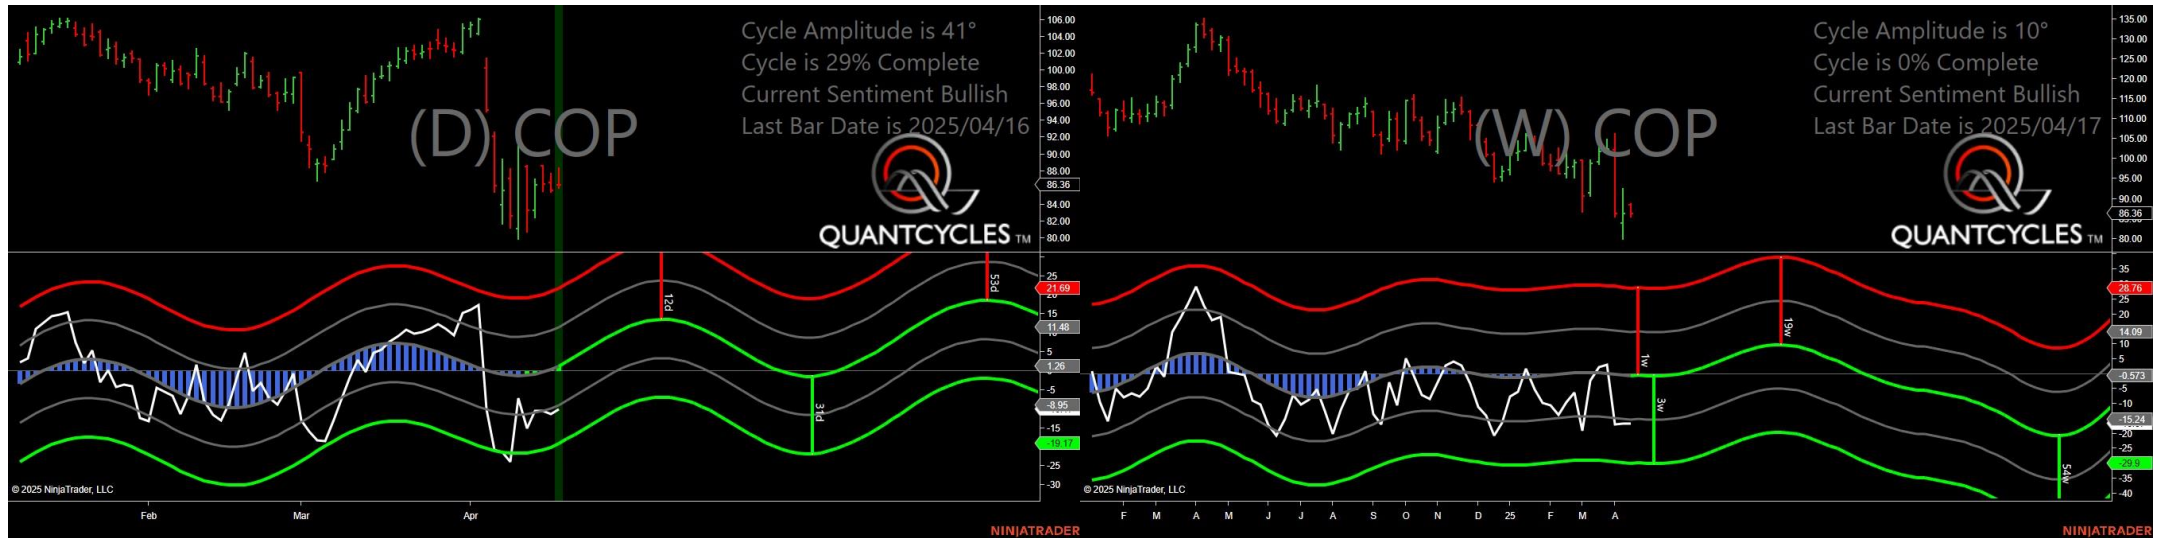 Cycle Amplitude is 41°
Cycle is 29% Complete
Current Sentiment Bullish
Last Bar Date is 2025/04/16
(D) COP
QUANTCYCLES TM
106.00
104.00
102.00
100.00
98.00
96.00
94.00
92.00
90.00
88.00
86.36
84.00
82.00
80.00
12d
53d
31d
25
21.69
20
15
11.48
5
1.26
-5
-8.95
-15
-19.17
-25
-30
© 2025 NinjaTrader, LLC
Feb
Mar
Apr
NINJATRADER
Cycle Amplitude is 10°
Cycle is 0% Complete
Current Sentiment Bullish
Last Bar Date is 2025/04/17
(W) COP
QUANTCYCLES TM
135.00
130.00
125.00
120.00
115.00
110.00
105.00
100.00
95.00
90.00
86.36
80.00
1w
3w
19w
54w
35
28.76
25
20
14.09
10
5
-0.573
-5
-10
-15.24
-20
-25
-29.9
-35
-40
© 2025 NinjaTrader, LLC
F
M
A
M
J
J
A
S
O
N
D
25
F
M
A
NINJATRADER